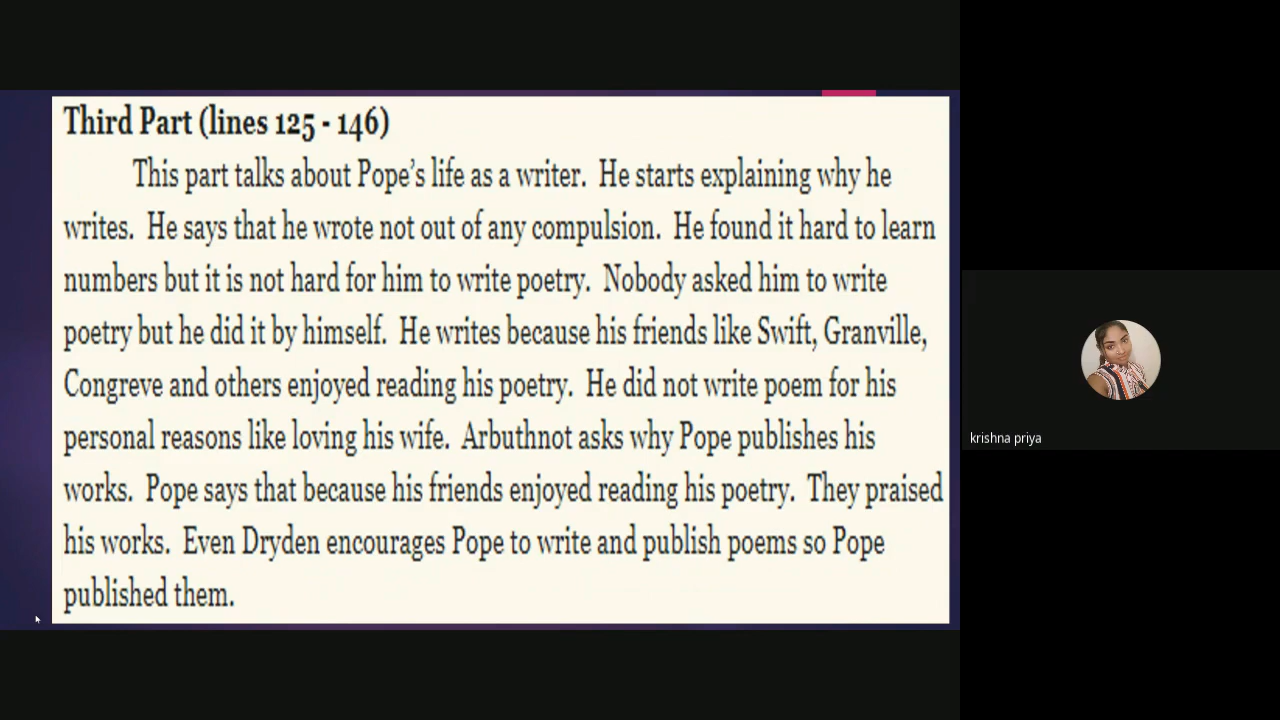 Third Part (lines 125 - 146)
This part talks about Pope's life as a writer.  He starts explaining why he
writes.  He says that he wrote not out of any compulsion.  He found it hard to learn
numbers but it is not hard for him to write poetry.  Nobody asked him to write
poetry but he did it by himself.  He writes because his friends like Swift, Granville,
Congreve and others enjoyed reading his poetry.  He did not write poem for his
personal reasons like loving his wife.  Arbuthnot asks why Pope publishes his
works.  Pope says that because his friends enjoyed reading his poetry.  They praised
his works.  Even Dryden encourages Pope to write and publish poems so Pope
published them.
krishna priya